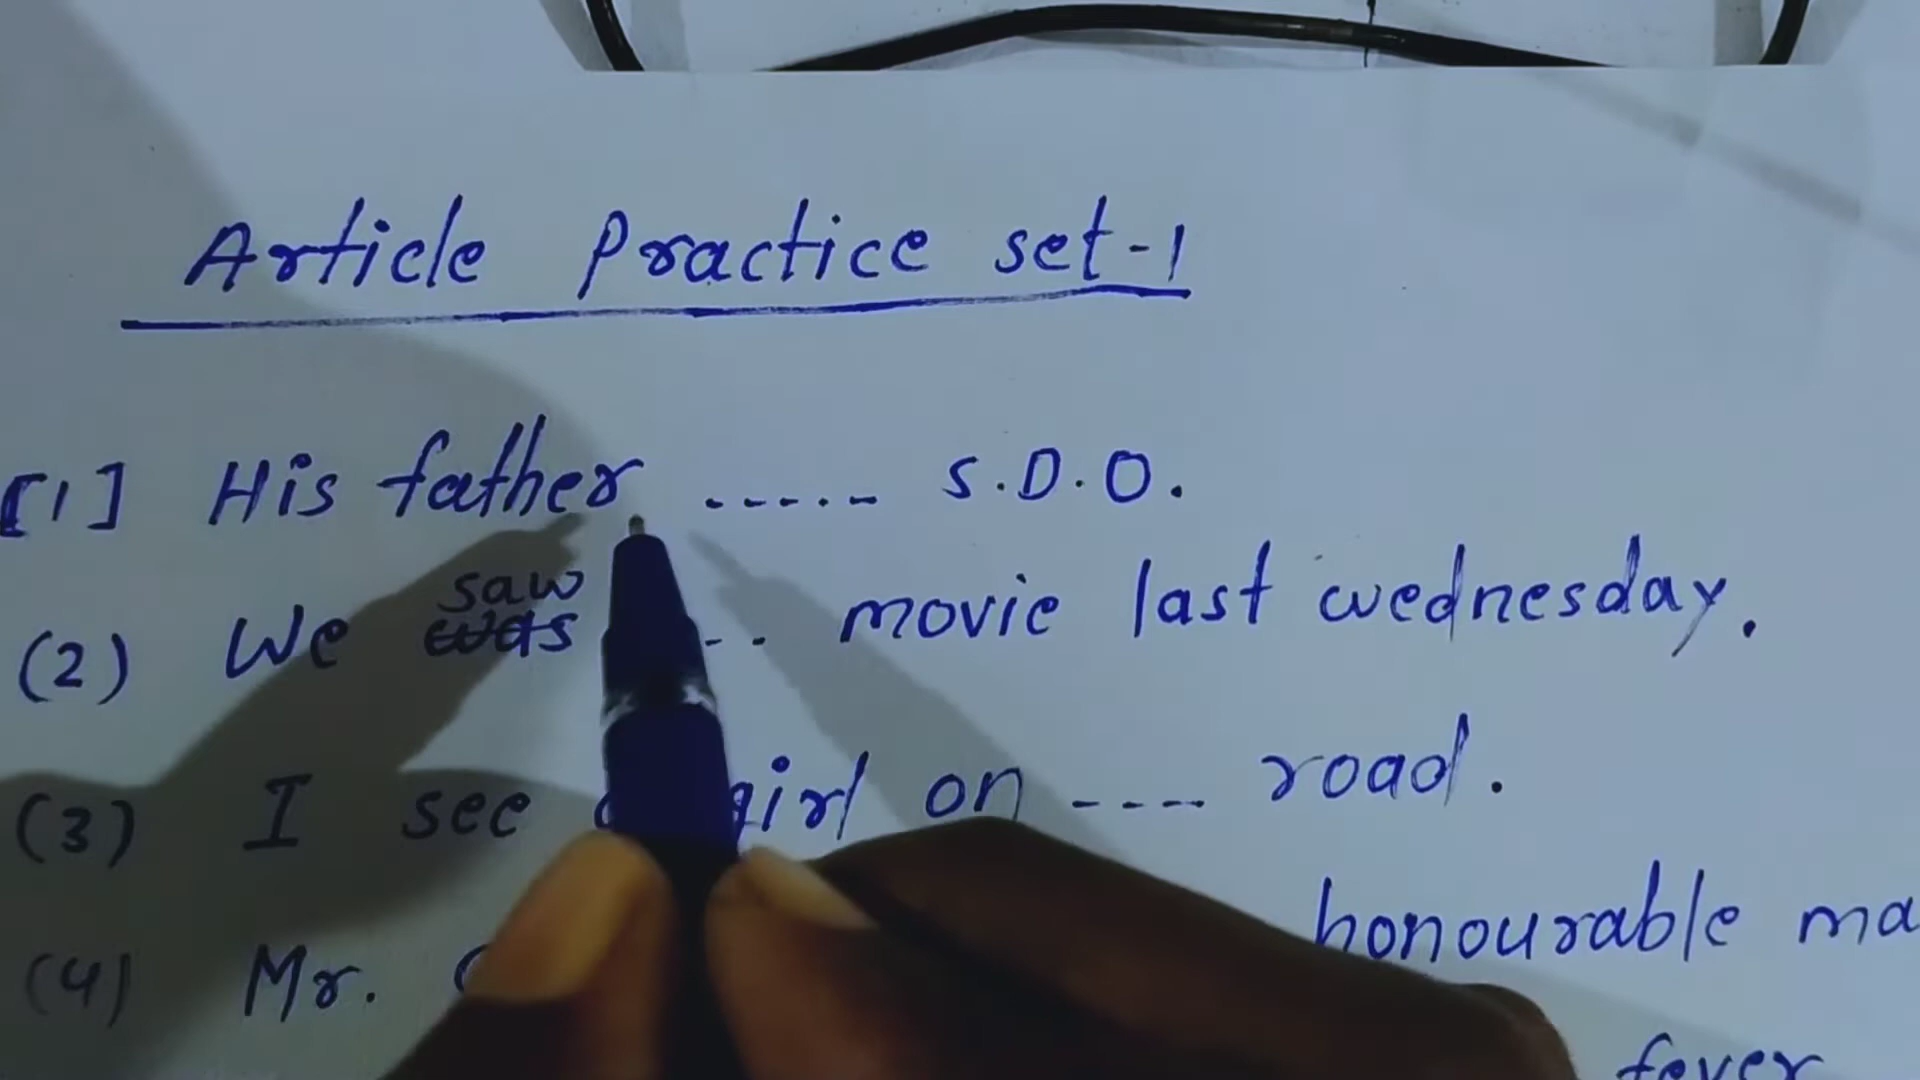 Article Practice set-1
[1] His father ...... S.D.O.
(2) We saw was -- movie last wednesday.
(3) I see girl on --- road.
(4) Mr. honourable
fever